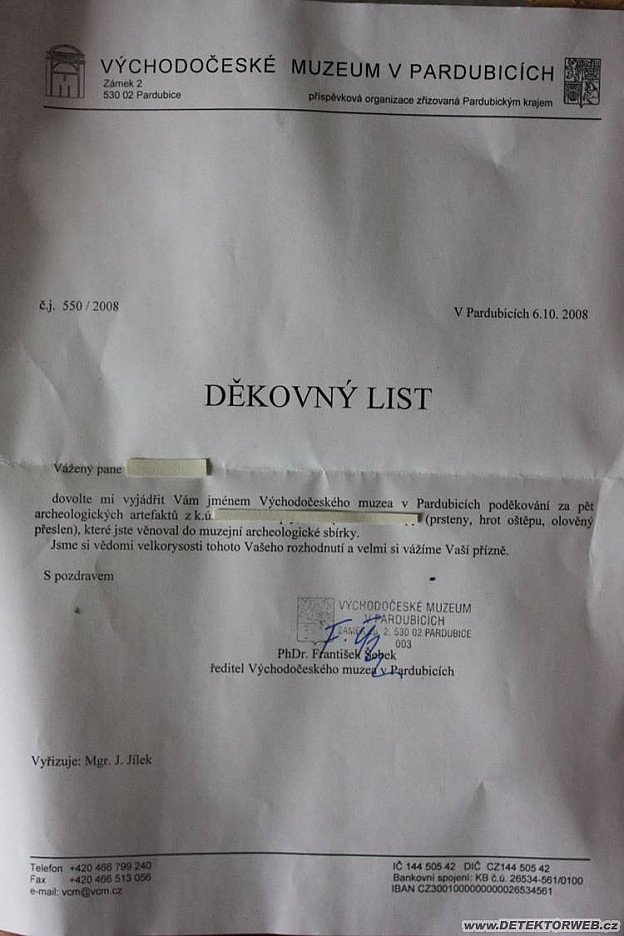 VÝCHODOČESKÉ MUZEUM V PARDUBICÍCH
Zámek 2
530 02 Pardubice
příspěvková organizace zřizovaná Pardubickým krajem
č.j. 550 / 2008
V Pardubicích 6.10. 2008
DĚKOVNÝ LIST
Vážený pane
dovolte mi vyjádřit Vám jménem Východočeského muzea v Pardubicích poděkování za pět
archeologických artefaktů z k.ú. (prsteny, hrot oštěpu, olověný
přeslen), které jste věnoval do muzejní archeologické sbírky.
Jsme si vědomi velkorysosti tohoto Vašeho rozhodnutí a velmi si vážíme Vaší přízně.
S pozdravem
VÝCHODOČESKÉ MUZEUM
V PARDUBICÍCH
2, 530 02 PARDUBICE
003
PhDr. František Šebek
ředitel Východočeského muzea v Pardubicích
Vyřizuje: Mgr. J. Jílek
Telefon +420 466 799 240
Fax +420 466 513 056
e-mail: vcm@vcm.cz
IČ 144 505 42 DIČ CZ144 505 42
Bankovní spojení: KB č.ú. 26534-561/0100
IBAN CZ3001000000000026534561
www.DETEKTORWEB.cz